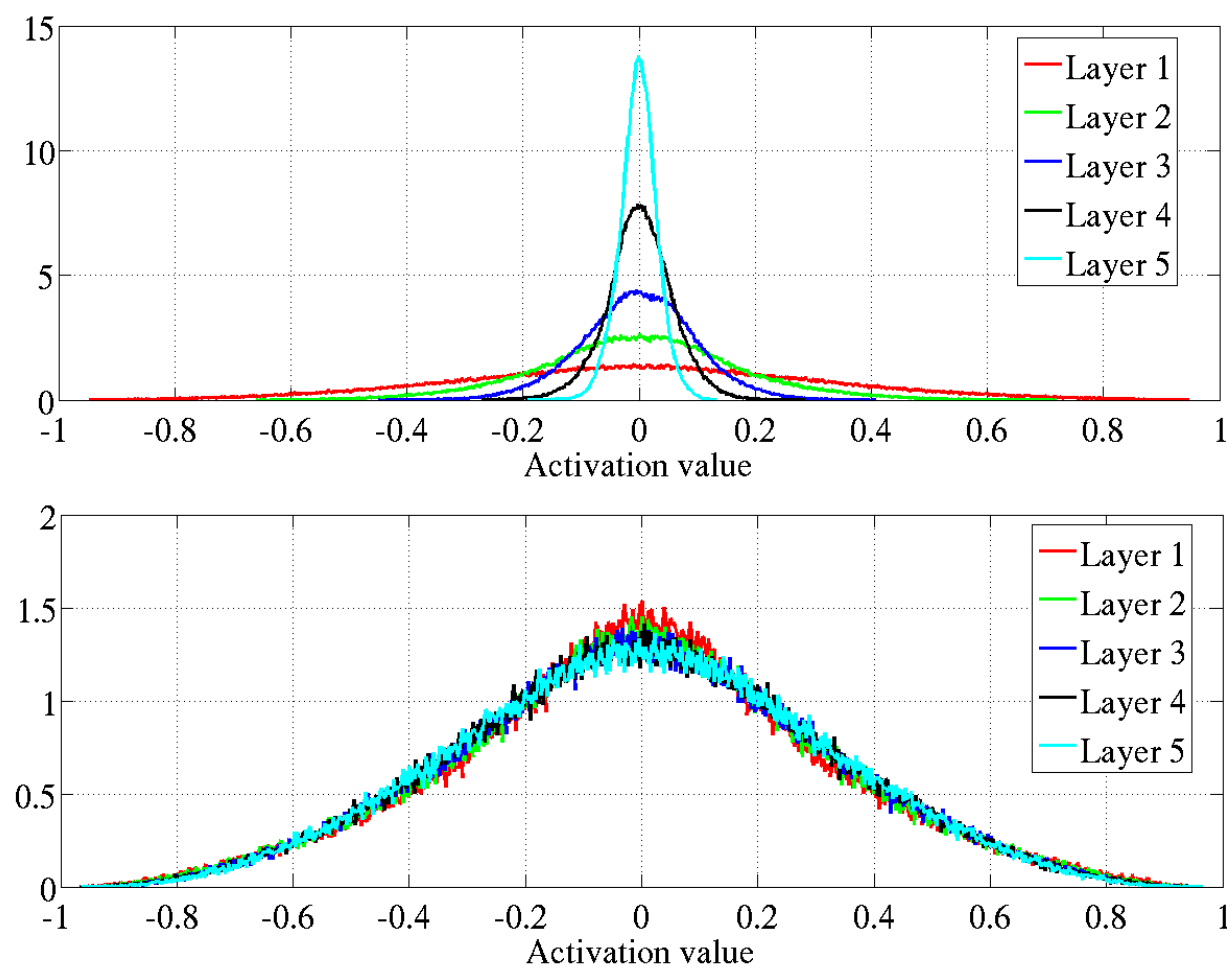 15
10
5
0
-1 -0.8 -0.6 -0.4 -0.2 0 0.2 0.4 0.6 0.8 1
Activation value
Layer 1
Layer 2
Layer 3
Layer 4
Layer 5
2
1.5
1
0.5
0
-1 -0.8 -0.6 -0.4 -0.2 0 0.2 0.4 0.6 0.8 1
Activation value
Layer 1
Layer 2
Layer 3
Layer 4
Layer 5